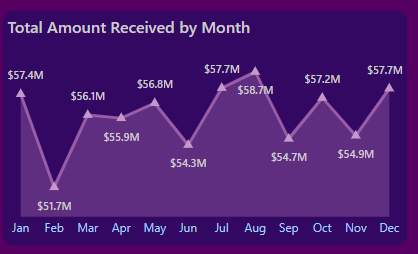 Total Amount Received by Month
$57.4M
$51.7M
$56.1M
$55.9M
$56.8M
$54.3M
$57.7M
$58.7M
$54.7M
$57.2M
$54.9M
$57.7M
Jan Feb Mar Apr May Jun Jul Aug Sep Oct Nov Dec